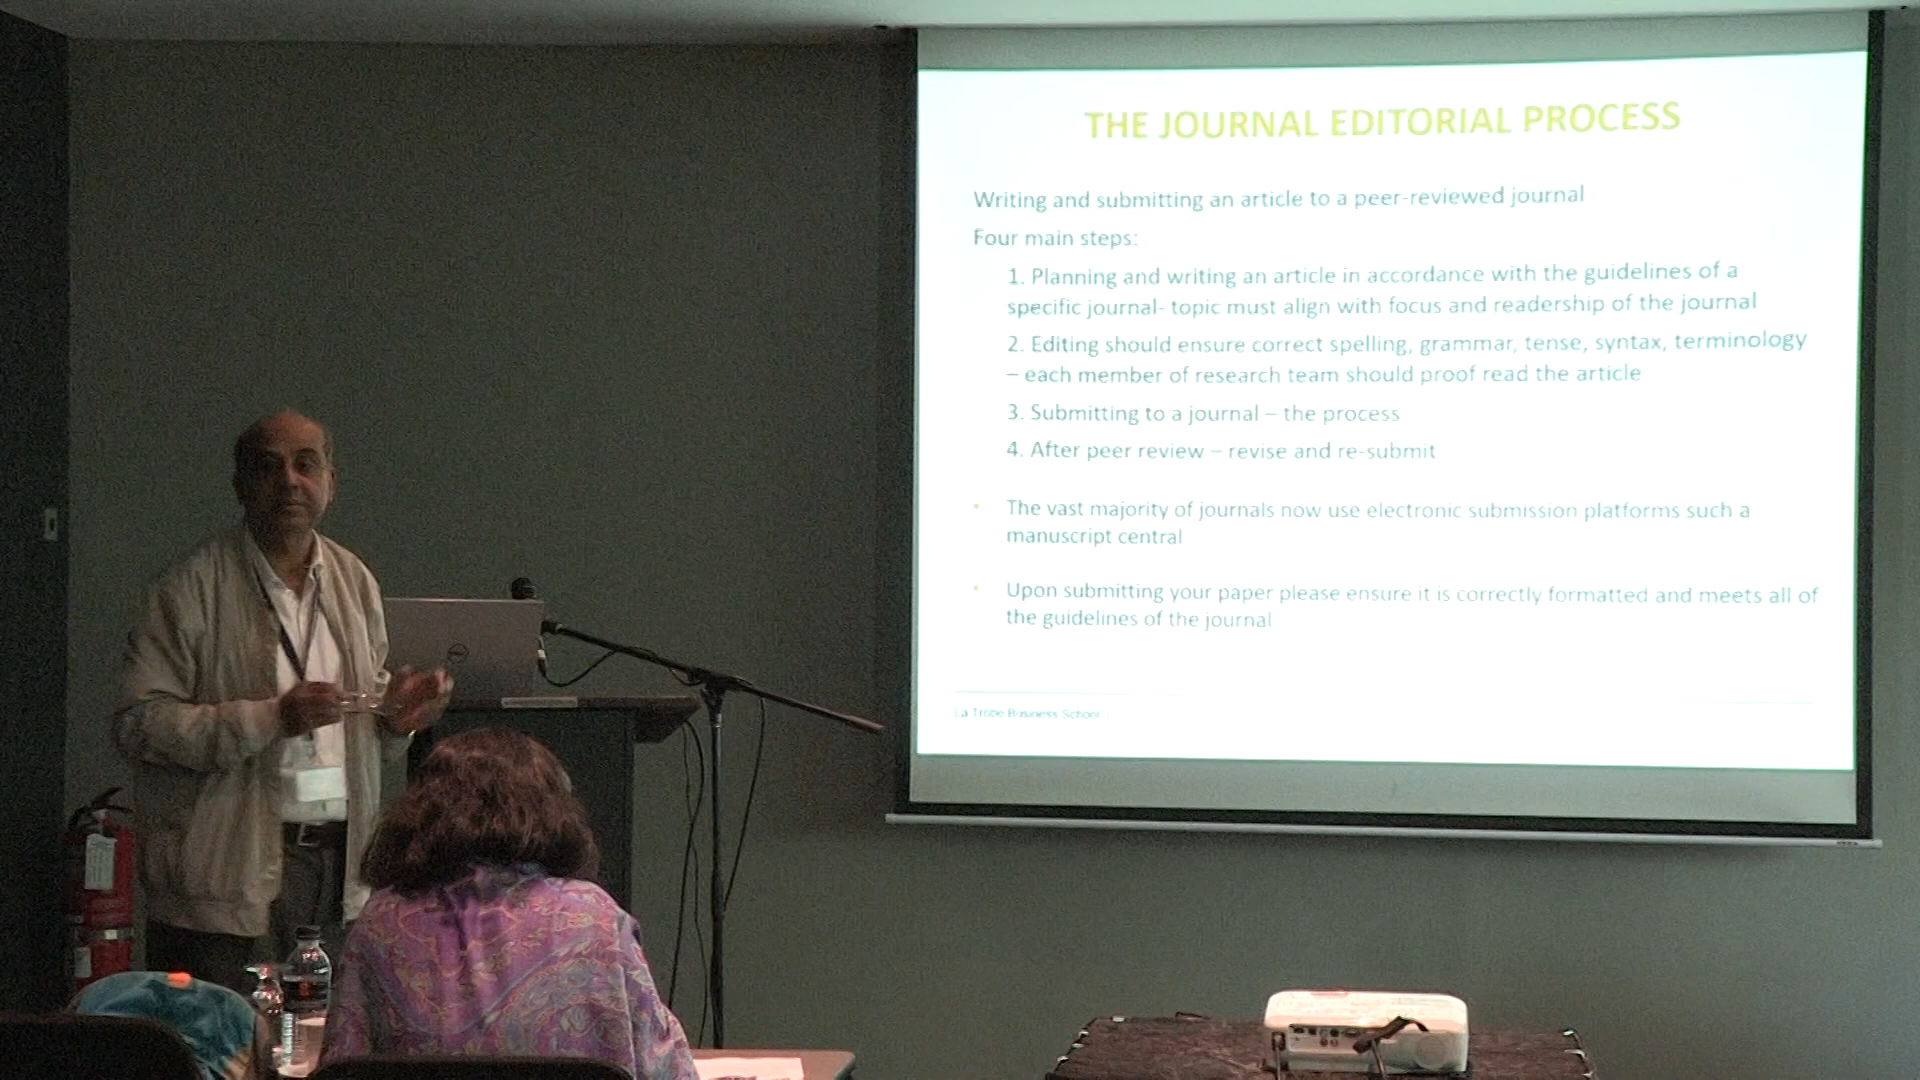 THE JOURNAL EDITORIAL PROCESS
Writing and submitting an article to a peer-reviewed journal
Four main steps:
1. Planning and writing an article in accordance with the guidelines of a
specific journal- topic must align with focus and readership of the journal
2. Editing should ensure correct spelling, grammar, tense, syntax, terminology
– each member of research team should proof read the article
3. Submitting to a journal – the process
4. After peer review – revise and re-submit
• The vast majority of journals now use electronic submission platforms such a
manuscript central
• Upon submitting your paper please ensure it is correctly formatted and meets all of
the guidelines of the journal
La Trobe Business School
DELL